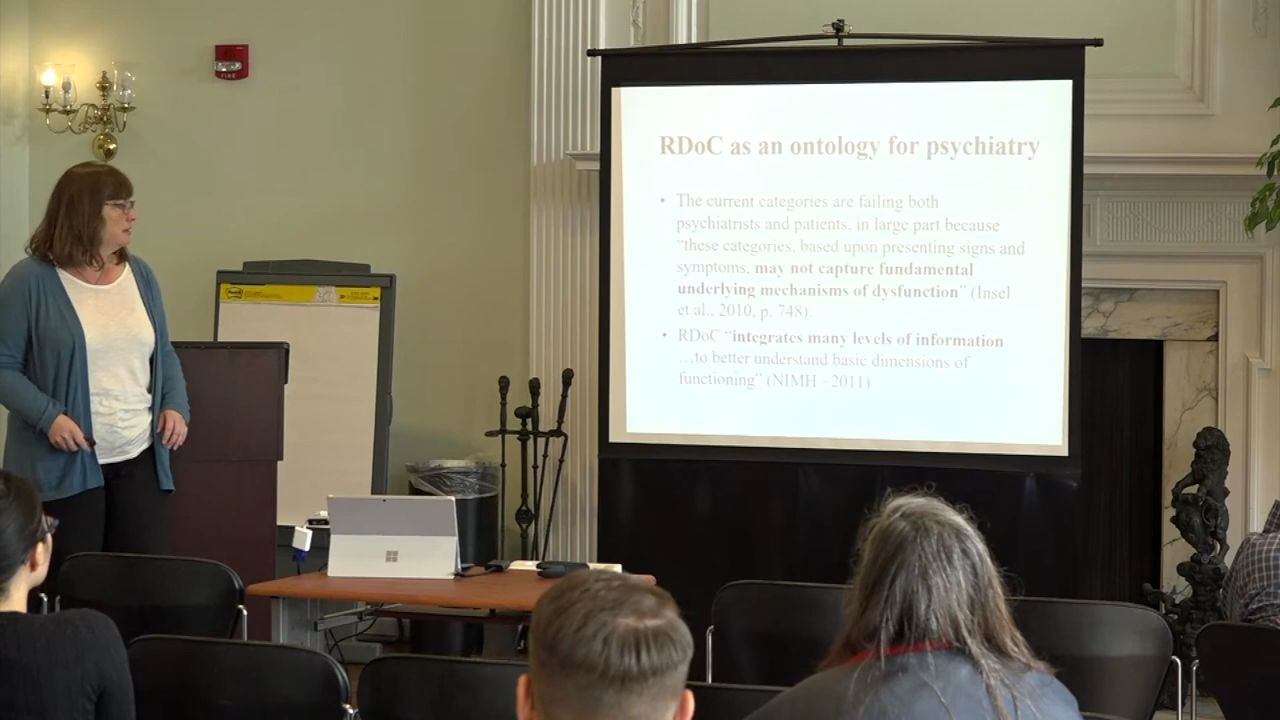 FIRE
RDoC as an ontology for psychiatry
• The current categories are failing both
psychiatrists and patients, in large part because
“these categories, based upon presenting signs and
symptoms, may not capture fundamental
underlying mechanisms of dysfunction” (Insel
et al., 2010, p. 748).
• RDoC “integrates many levels of information
…to better understand basic dimensions of
functioning” (NIMH - 2011)
Post-it